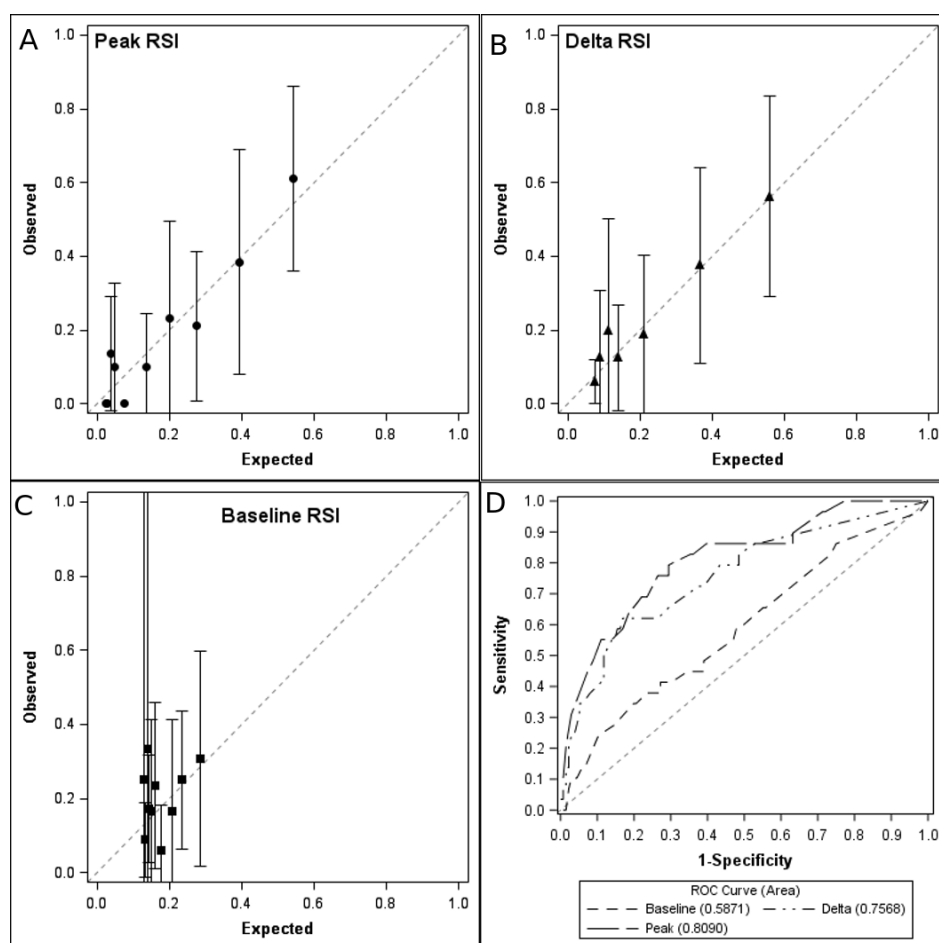 A
Peak RSI
1.0
0.8
0.6
0.4
0.2
0.0
Observed
0.0 0.2 0.4 0.6 0.8 1.0
Expected
B
Delta RSI
1.0
0.8
0.6
0.4
0.2
0.0
Observed
0.0 0.2 0.4 0.6 0.8 1.0
Expected
C
Baseline RSI
1.0
0.8
0.6
0.4
0.2
0.0
Observed
0.0 0.2 0.4 0.6 0.8 1.0
Expected
D
1.0
0.9
0.8
0.7
0.6
0.5
0.4
0.3
0.2
0.1
0.0
Sensitivity
0.0 0.1 0.2 0.3 0.4 0.5 0.6 0.7 0.8 0.9 1.0
1-Specificity
ROC Curve (Area)
Baseline (0.5871) Delta (0.7568)
Peak (0.8090)